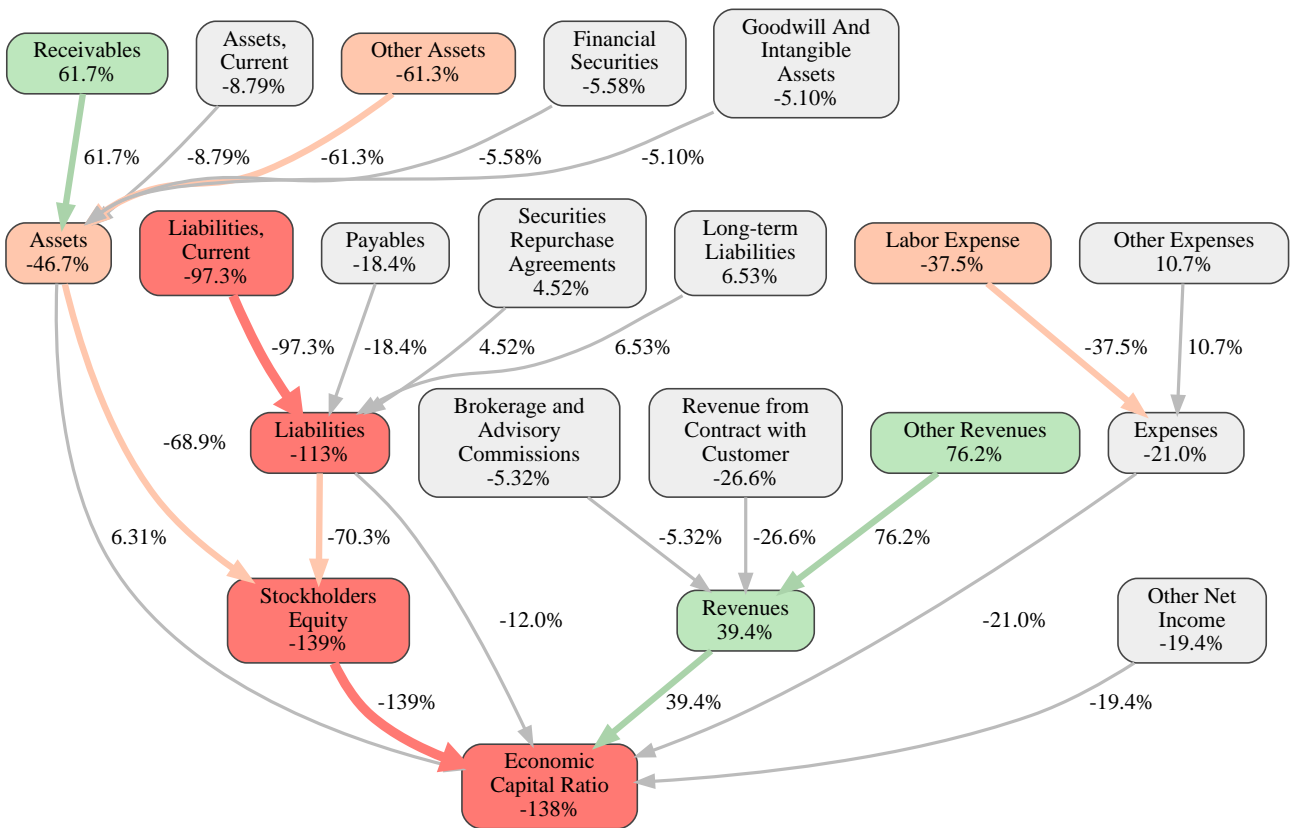 Receivables
61.7%
Assets,
Current
-8.79%
Other Assets
-61.3%
Financial
Securities
-5.58%
Goodwill And
Intangible
Assets
-5.10%
61.7%
-8.79%
-61.3%
-5.58%
-5.10%
Assets
-46.7%
Liabilities,
Current
-97.3%
Payables
-18.4%
Securities
Repurchase
Agreements
4.52%
Long-term
Liabilities
6.53%
Labor Expense
-37.5%
Other Expenses
10.7%
-97.3%
-18.4%
4.52%
6.53%
-37.5%
10.7%
-68.9%
Liabilities
-113%
Brokerage and
Advisory
Commissions
-5.32%
Revenue from
Contract with
Customer
-26.6%
Other Revenues
76.2%
Expenses
-21.0%
6.31%
-70.3%
-5.32%
-26.6%
76.2%
Stockholders
Equity
-139%
-12.0%
Revenues
39.4%
-21.0%
Other Net
Income
-19.4%
-139%
39.4%
-19.4%
Economic
Capital Ratio
-138%